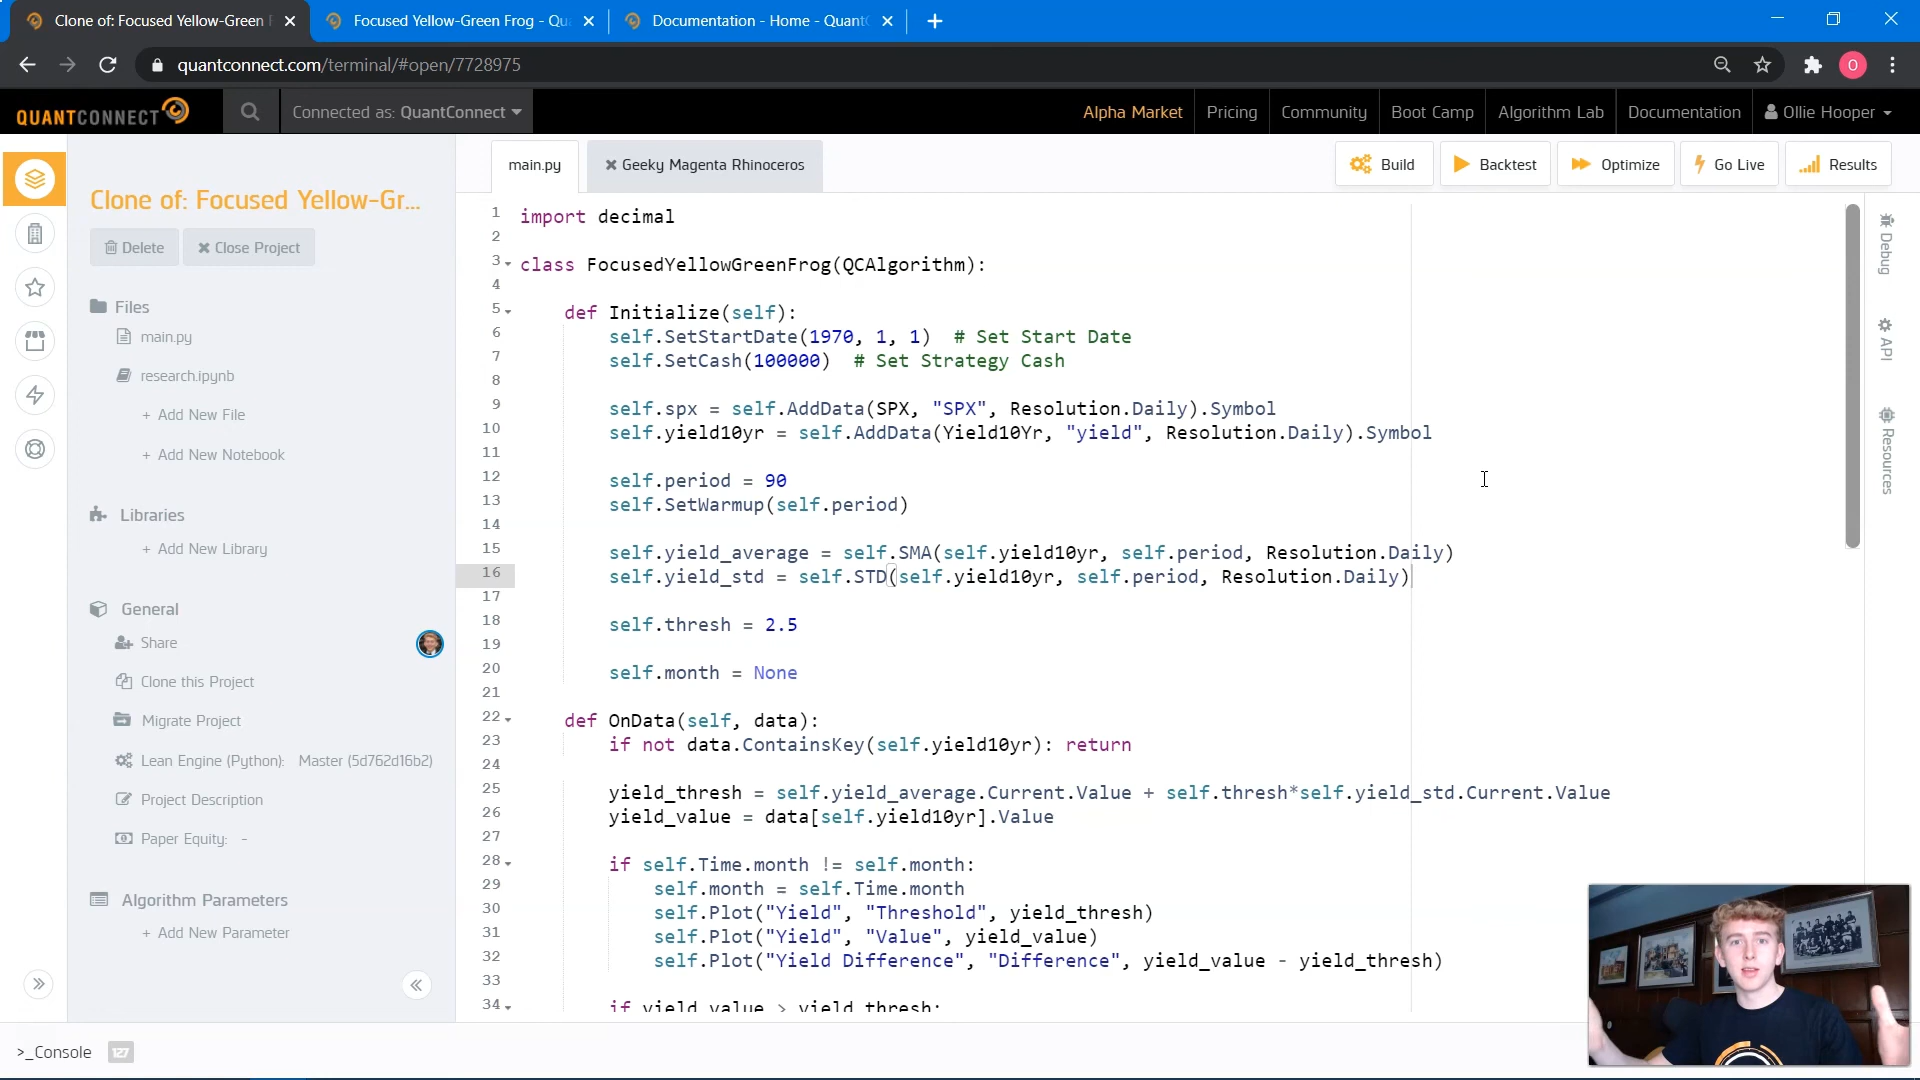 Clone of: Focused Yellow-Green F
Focused Yellow-Green Frog - Qu
Documentation - Home - QuantC
quantconnect.com/terminal/#open/7728975
O
QUANTCONNECT
Connected as: QuantConnect
Alpha Market
Pricing
Community
Boot Camp
Algorithm Lab
Documentation
Ollie Hooper
Clone of: Focused Yellow-Gr...
Delete
Close Project
Files
main.py
research.ipynb
+ Add New File
+ Add New Notebook
Libraries
+ Add New Library
General
Share
Clone this Project
Migrate Project
Lean Engine (Python): Master (5d762d16b2)
Project Description
Paper Equity: -
Algorithm Parameters
+ Add New Parameter
main.py
Geeky Magenta Rhinoceros
Build
Backtest
Optimize
Go Live
Results
1 import decimal
2
3 class FocusedYellowGreenFrog(QCAlgorithm):
4
5 def Initialize(self):
6 self.SetStartDate(1970, 1, 1)  # Set Start Date
7 self.SetCash(100000)  # Set Strategy Cash
8
9 self.spx = self.AddData(SPX, "SPX", Resolution.Daily).Symbol
10 self.yield10yr = self.AddData(Yield10Yr, "yield", Resolution.Daily).Symbol
11
12 self.period = 90
13 self.SetWarmup(self.period)
14
15 self.yield_average = self.SMA(self.yield10yr, self.period, Resolution.Daily)
16 self.yield_std = self.STD(self.yield10yr, self.period, Resolution.Daily)
17
18 self.thresh = 2.5
19
20 self.month = None
21
22 def OnData(self, data):
23 if not data.ContainsKey(self.yield10yr): return
24
25 yield_thresh = self.yield_average.Current.Value + self.thresh*self.yield_std.Current.Value
26 yield_value = data[self.yield10yr].Value
27
28 if self.Time.month != self.month:
29 self.month = self.Time.month
30 self.Plot("Yield", "Threshold", yield_thresh)
31 self.Plot("Yield", "Value", yield_value)
32 self.Plot("Yield Difference", "Difference", yield_value - yield_thresh)
33
34 if yield_value > yield_thresh:
Debug
API
Resources
>_Console 127